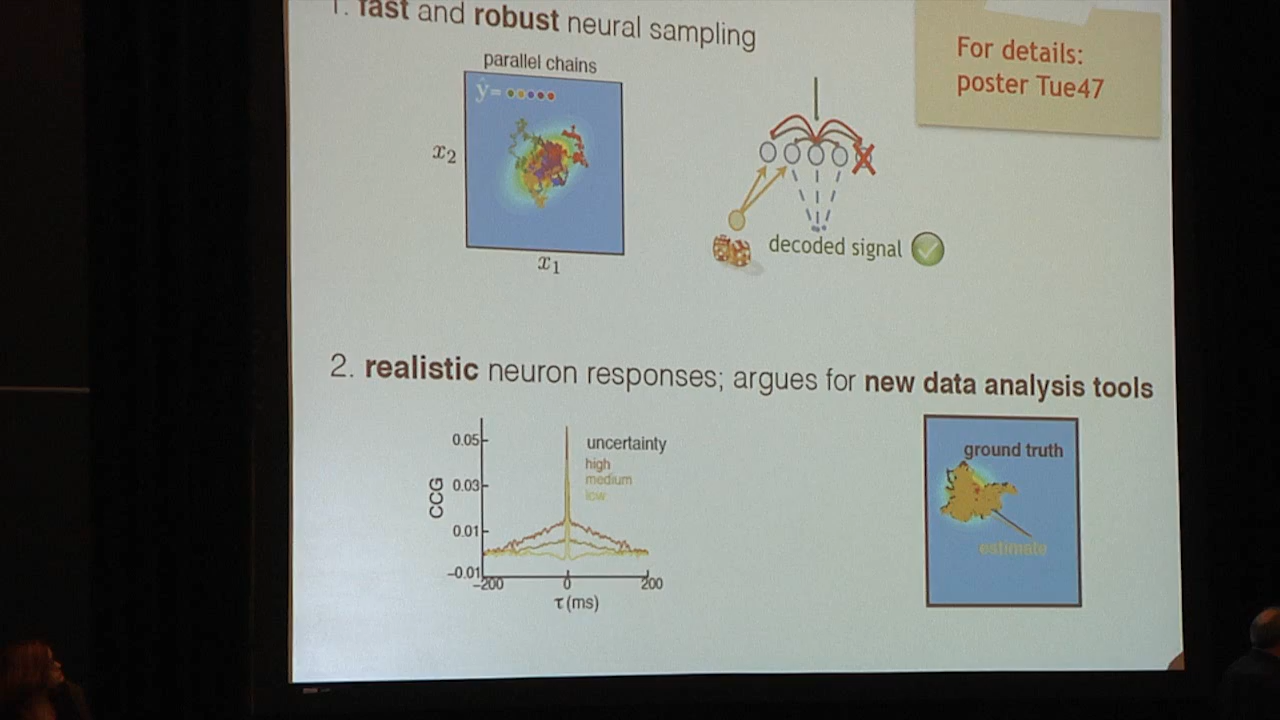 1. fast and robust neural sampling
For details:
poster Tue47
parallel chains
ŷ=
x2
x1
decoded signal
2. realistic neuron responses; argues for new data analysis tools
0.05
0.03
0.01
-0.01
CCG
uncertainty
high
medium
low
-200
0
200
τ (ms)
ground truth
estimate